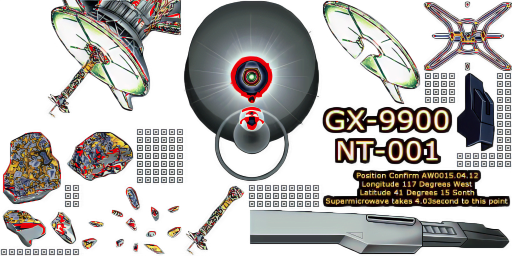 GX-9900
NT-001
Position Confirm AW0015.04.12
Longitude 117 Degrees West
Latitude 41 Degrees 15 Sonth
Supermicrowave takes 4.03second to this point